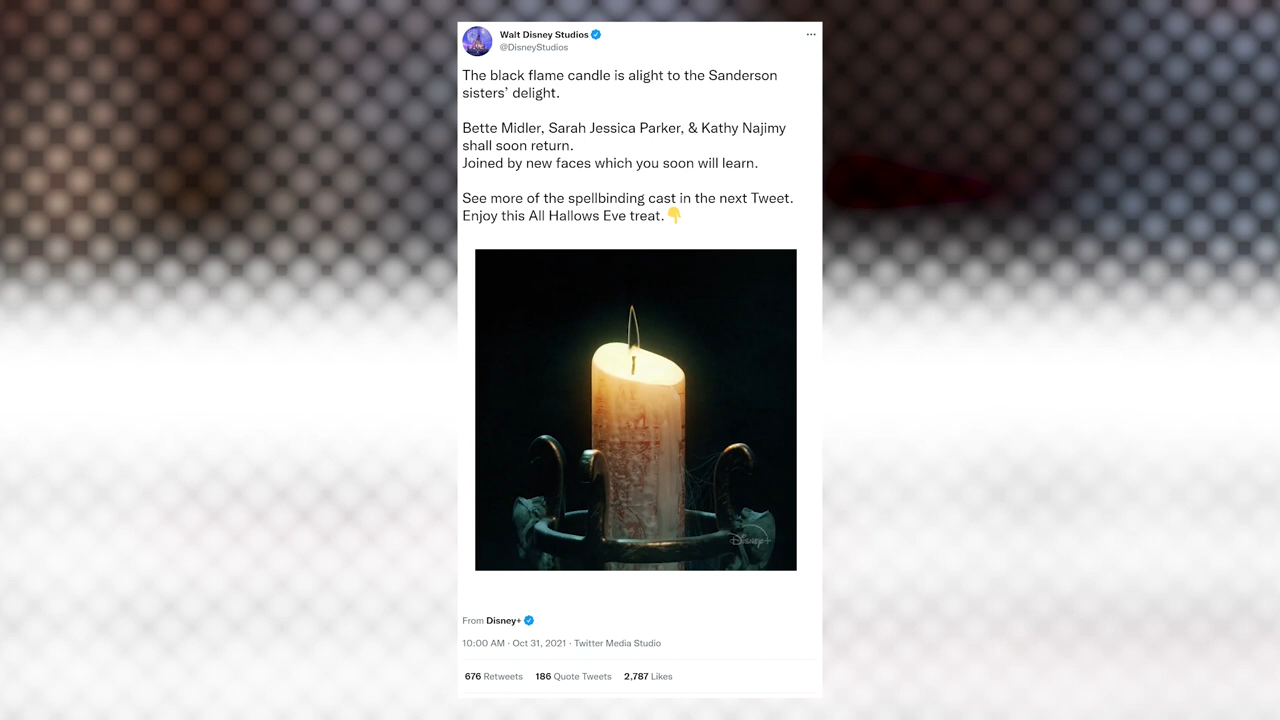 Walt Disney Studios
@DisneyStudios
The black flame candle is alight to the Sanderson
sisters’ delight.
Bette Midler, Sarah Jessica Parker, & Kathy Najimy
shall soon return.
Joined by new faces which you soon will learn.
See more of the spellbinding cast in the next Tweet.
Enjoy this All Hallows Eve treat.👇
Disney+
From Disney+
10:00 AM · Oct 31, 2021 · Twitter Media Studio
676 Retweets 186 Quote Tweets 2,787 Likes